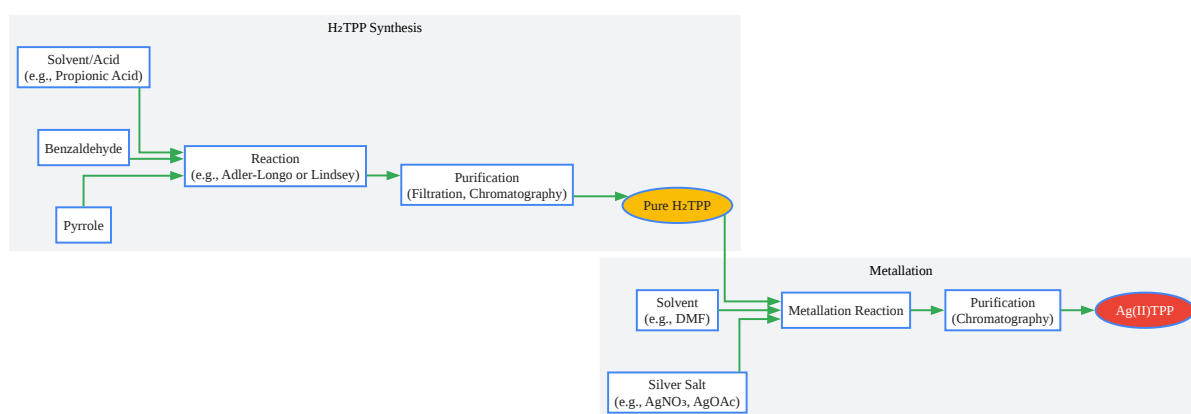 H₂TPP Synthesis
Solvent/Acid
(e.g., Propionic Acid)
Benzaldehyde
Pyrrole
Reaction
(e.g., Adler-Longo or Lindsey)
Purification
(Filtration, Chromatography)
Pure H₂TPP
Metallation
Solvent
(e.g., DMF)
Silver Salt
(e.g., AgNO₃, AgOAc)
Metallation Reaction
Purification
(Chromatography)
Ag(II)TPP